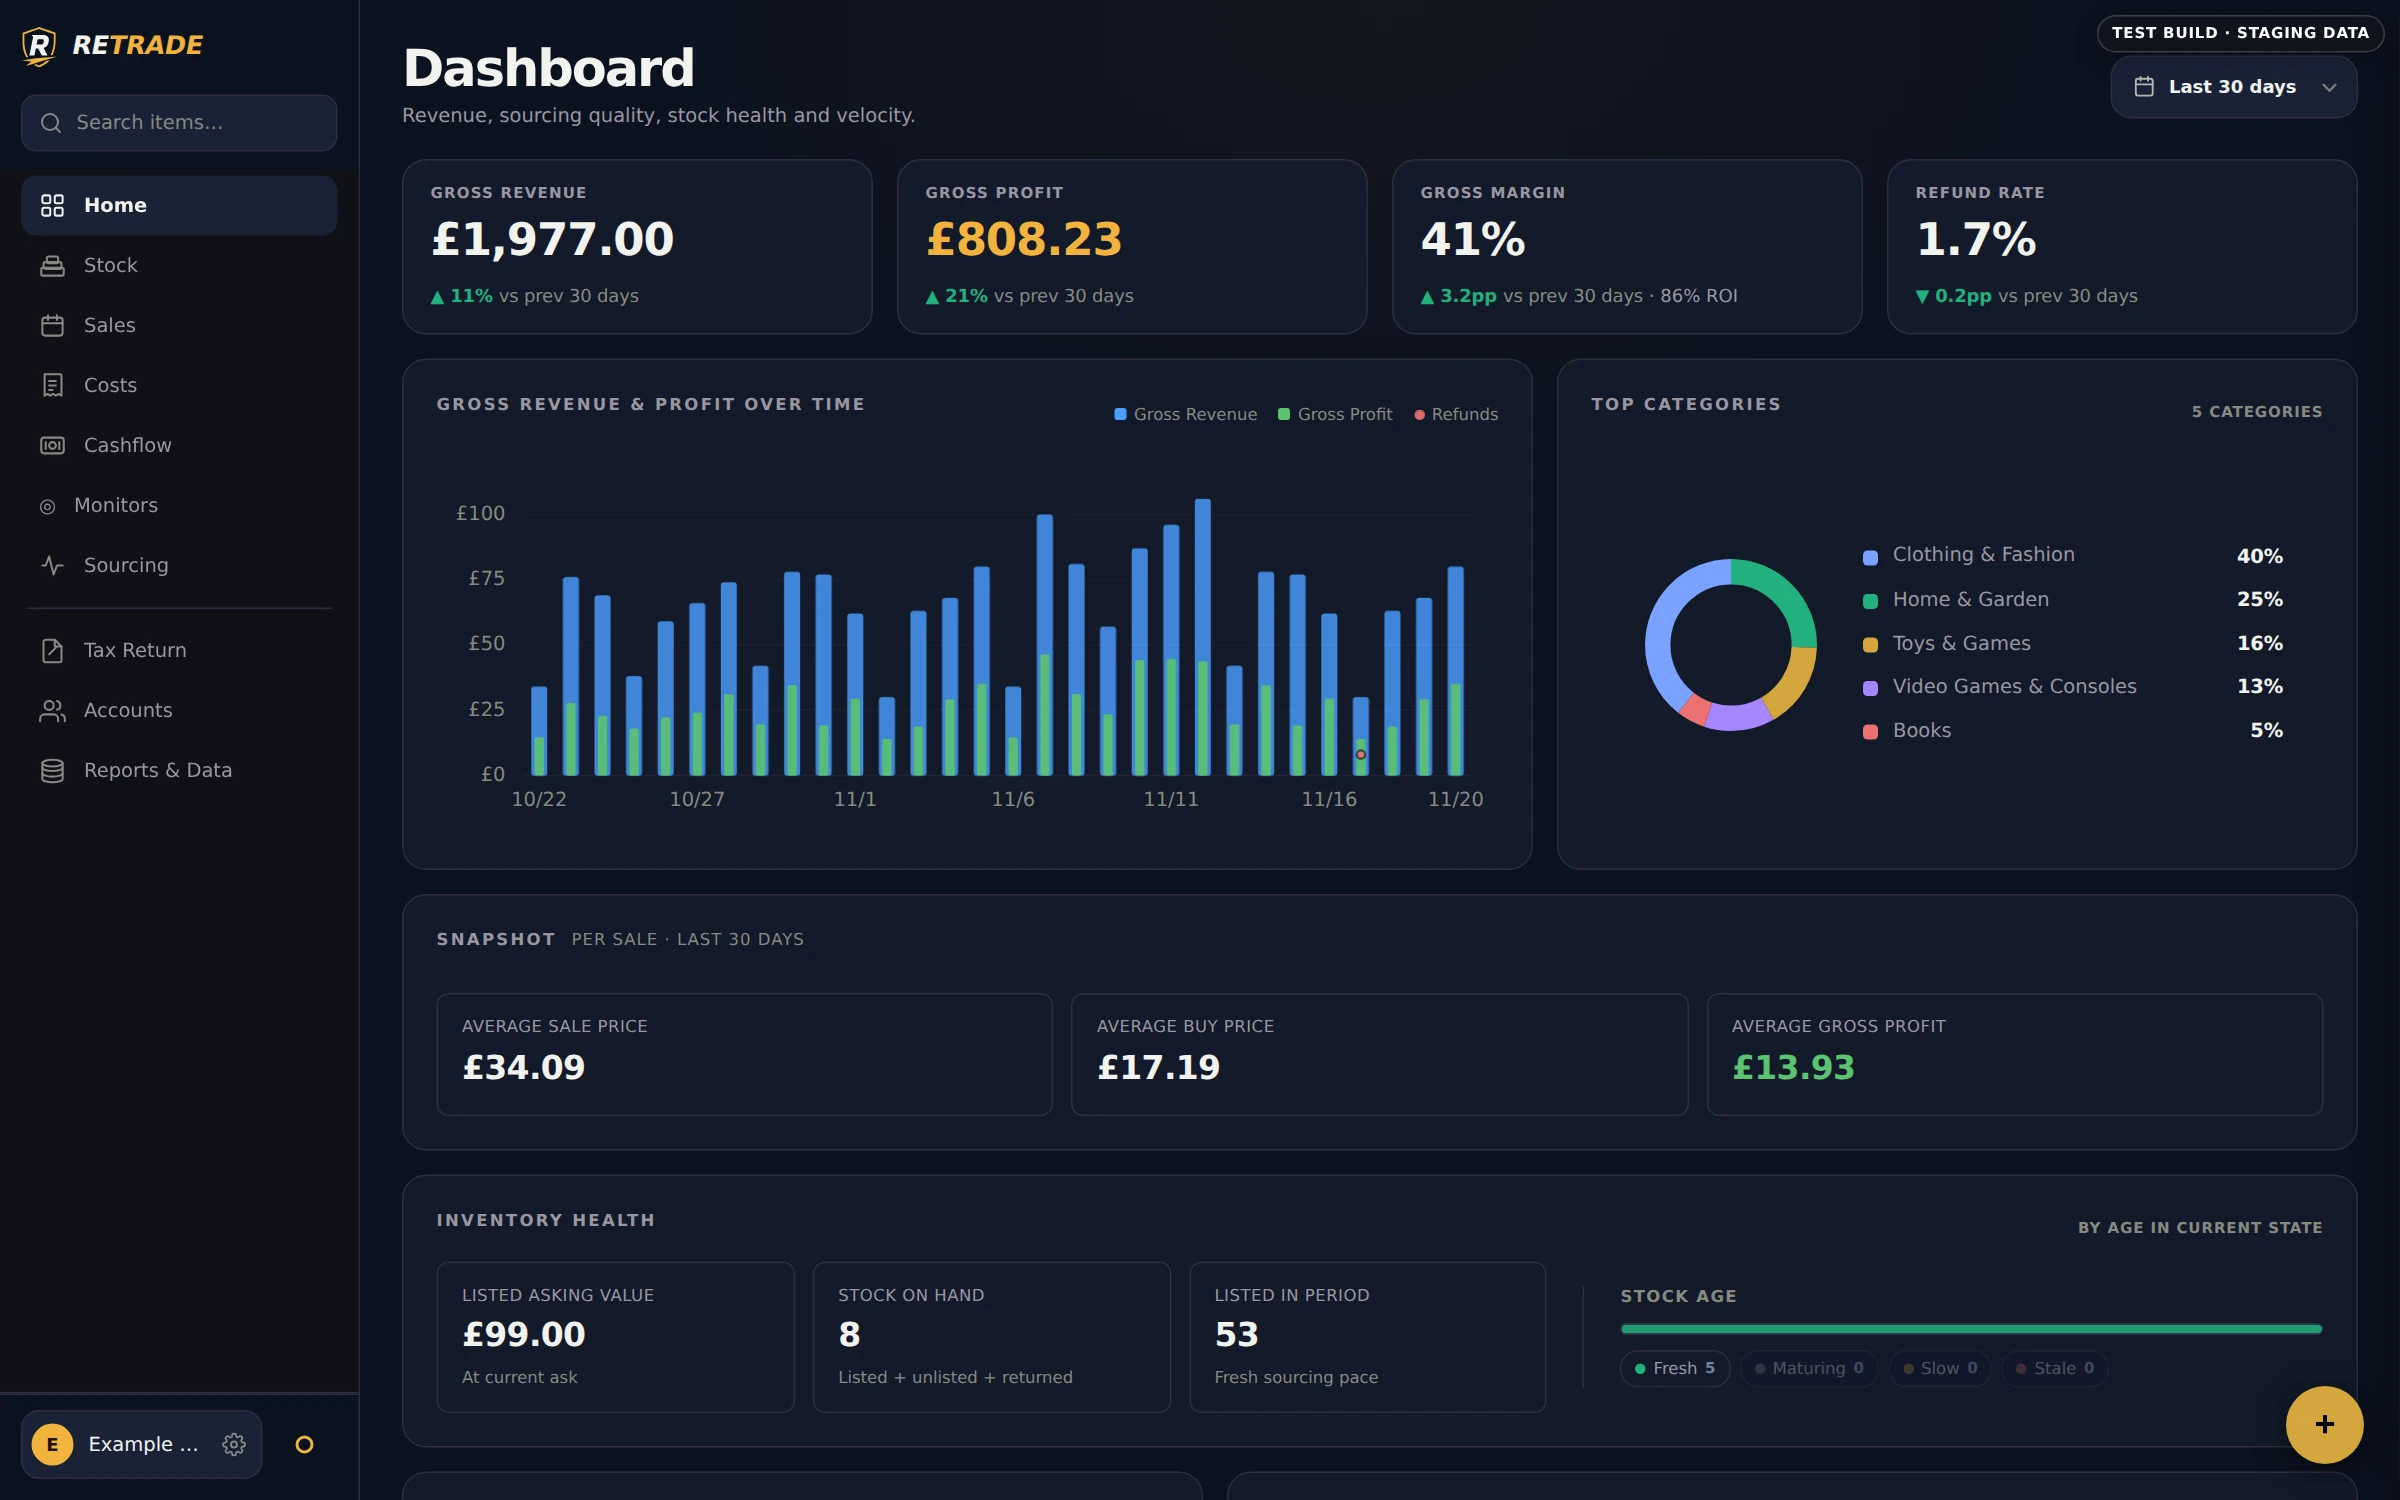 RETRADE
Search items...
Home
Stock
Sales
Costs
Cashflow
Monitors
Sourcing
Tax Return
Accounts
Reports & Data
E Example ...
TEST BUILD · STAGING DATA
Dashboard
Revenue, sourcing quality, stock health and velocity.
Last 30 days
GROSS REVENUE
£1,977.00
▲ 11% vs prev 30 days
GROSS PROFIT
£808.23
▲ 21% vs prev 30 days
GROSS MARGIN
41%
▲ 3.2pp vs prev 30 days · 86% ROI
REFUND RATE
1.7%
▼ 0.2pp vs prev 30 days
GROSS REVENUE & PROFIT OVER TIME
Gross Revenue Gross Profit Refunds
£100
£75
£50
£25
£0
10/22 10/27 11/1 11/6 11/11 11/16 11/20
TOP CATEGORIES
5 CATEGORIES
Clothing & Fashion 40%
Home & Garden 25%
Toys & Games 16%
Video Games & Consoles 13%
Books 5%
SNAPSHOT PER SALE · LAST 30 DAYS
AVERAGE SALE PRICE
£34.09
AVERAGE BUY PRICE
£17.19
AVERAGE GROSS PROFIT
£13.93
INVENTORY HEALTH
BY AGE IN CURRENT STATE
LISTED ASKING VALUE
£99.00
At current ask
STOCK ON HAND
8
Listed + unlisted + returned
LISTED IN PERIOD
53
Fresh sourcing pace
STOCK AGE
Fresh 5 Maturing 0 Slow 0 Stale 0
+